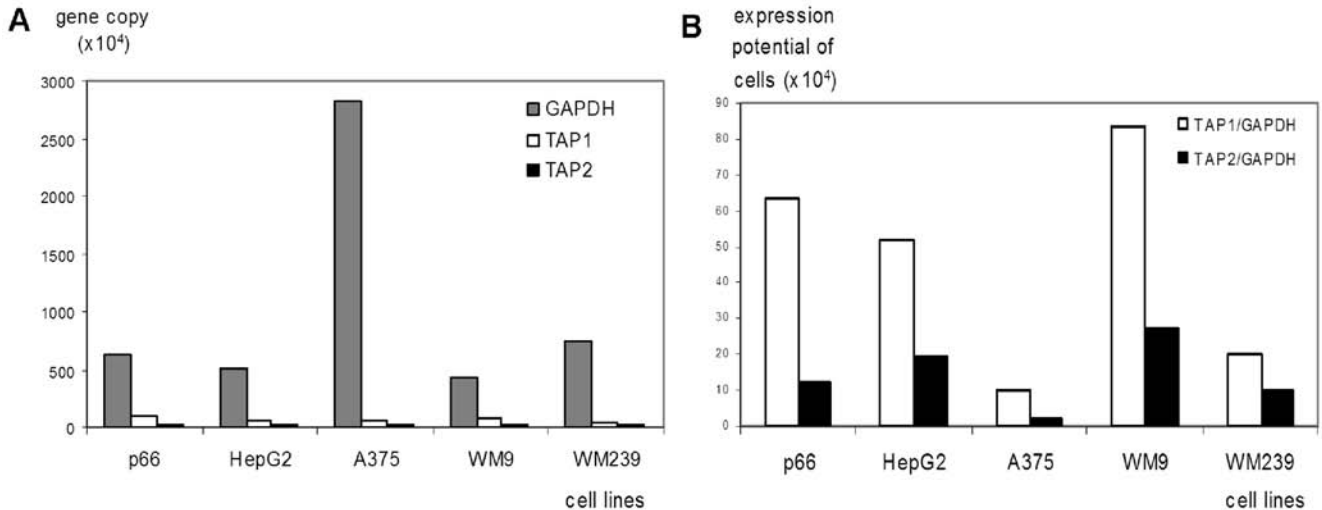 A
gene copy
(x10⁴)
3000
2500
2000
1500
1000
500
0
GAPDH
TAP1
TAP2
p66 HepG2 A375 WM9 WM239
cell lines
B
expression
potential of
cells (x10⁴)
90
80
70
60
50
40
30
20
10
0
TAP1/GAPDH
TAP2/GAPDH
p66 HepG2 A375 WM9 WM239
cell lines